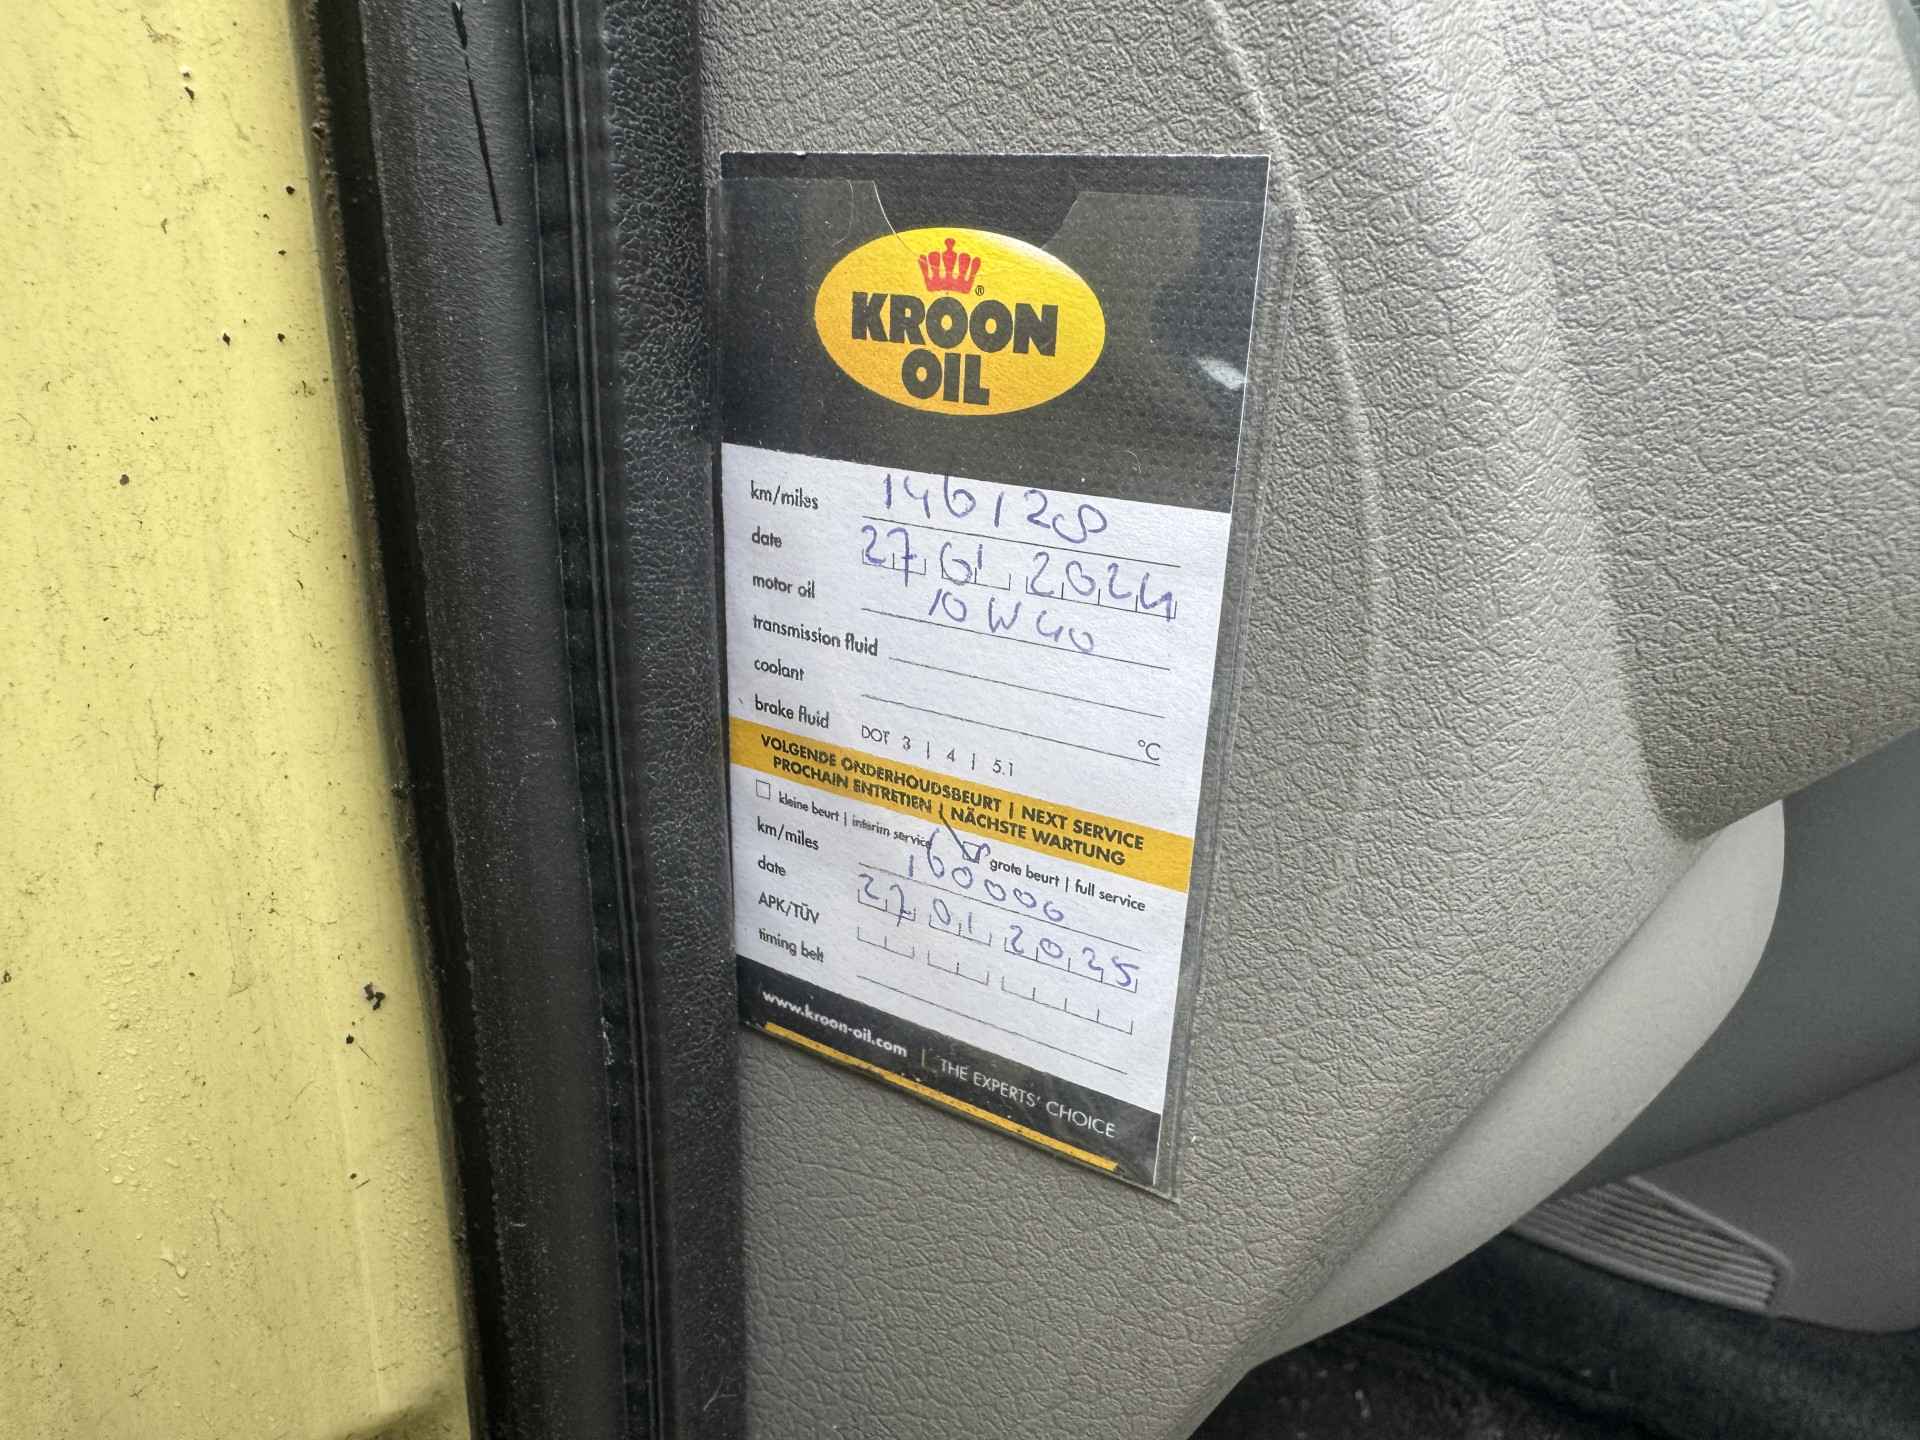 KROON
OIL
km/miles 146128
date 27 01 2024
motor oil 10W40
transmission fluid
coolant °C
brake fluid DOT 3 | 4 | 5.1
VOLGENDE ONDERHOUDSBEURT | NEXT SERVICE
PROCHAIN ENTRETIEN | NÄCHSTE WARTUNG
kleine beurt | interim service grote beurt | full service
km/miles 160000
date 27 01 2025
APK/TÜV
timing belt
www.kroon-oil.com | THE EXPERTS' CHOICE